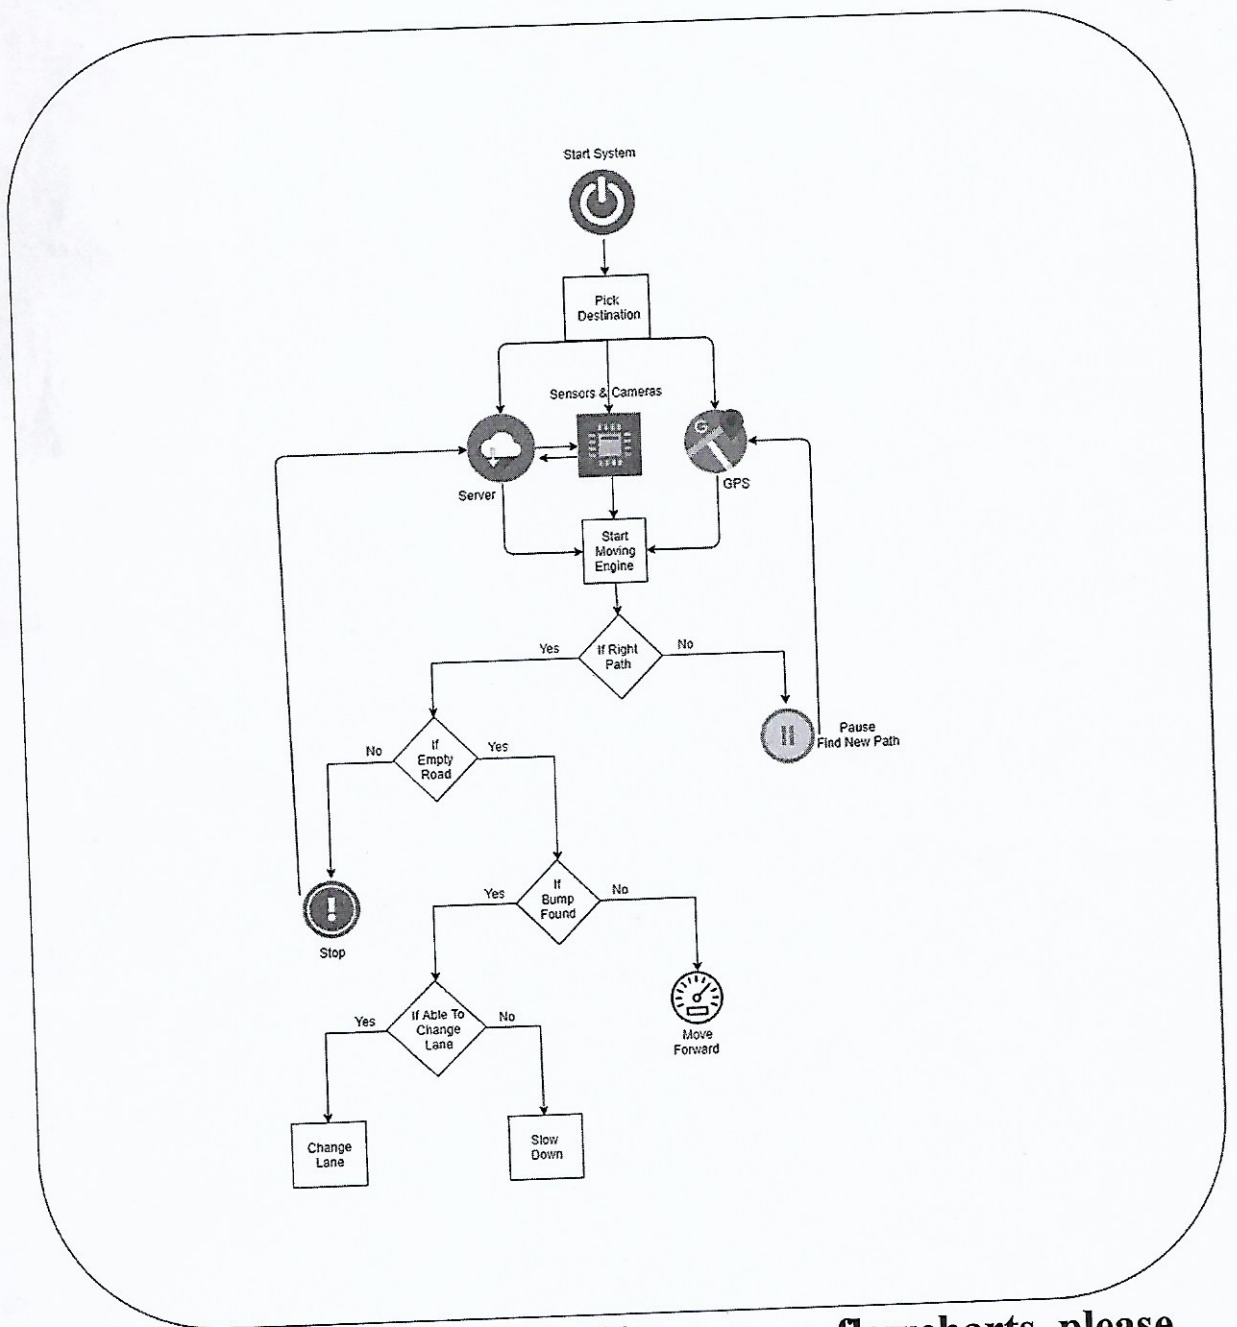 Start System
Pick
Destination
Sensors & Cameras
G
Server
GPS
Start
Moving
Engine
Yes
If Right
Path
No
Pause
Find New Path
No
If
Empty
Road
Yes
Stop
Yes
If
Bump
Found
No
Move
Forward
Yes
If Able To
Change
Lane
No
Change
Lane
Slow
Down
flowcharts, please